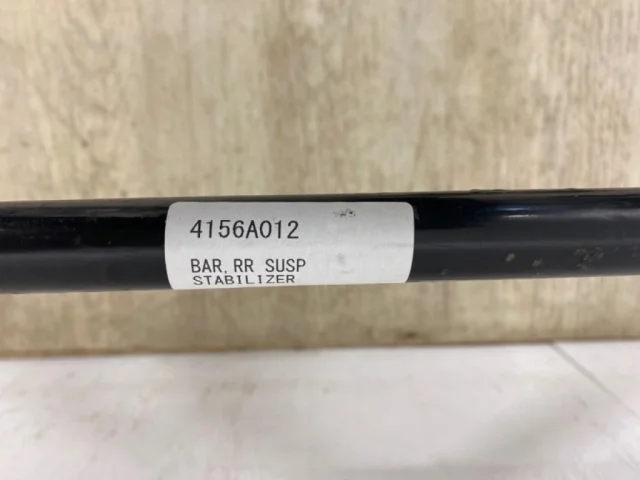 4156A012
BAR, RR SUSP
STABILIZER